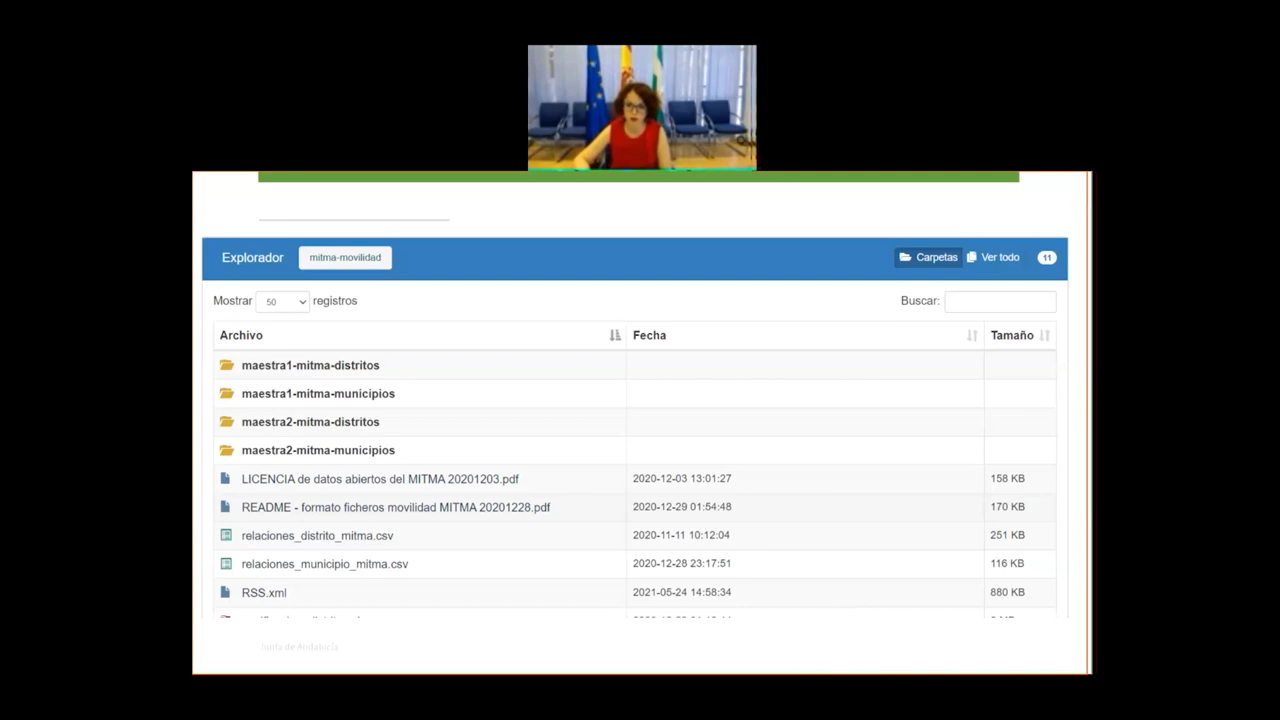 Explorador mitma-movilidad Carpetas Ver todo 11
Mostrar 50 registros Buscar:
Archivo Fecha Tamaño
maestra1-mitma-distritos
maestra1-mitma-municipios
maestra2-mitma-distritos
maestra2-mitma-municipios
LICENCIA de datos abiertos del MITMA 20201203.pdf 2020-12-03 13:01:27 158 KB
README - formato ficheros movilidad MITMA 20201228.pdf 2020-12-29 01:54:48 170 KB
relaciones_distrito_mitma.csv 2020-11-11 10:12:04 251 KB
relaciones_municipio_mitma.csv 2020-12-28 23:17:51 116 KB
RSS.xml 2021-05-24 14:58:34 880 KB
Junta de Andalucía